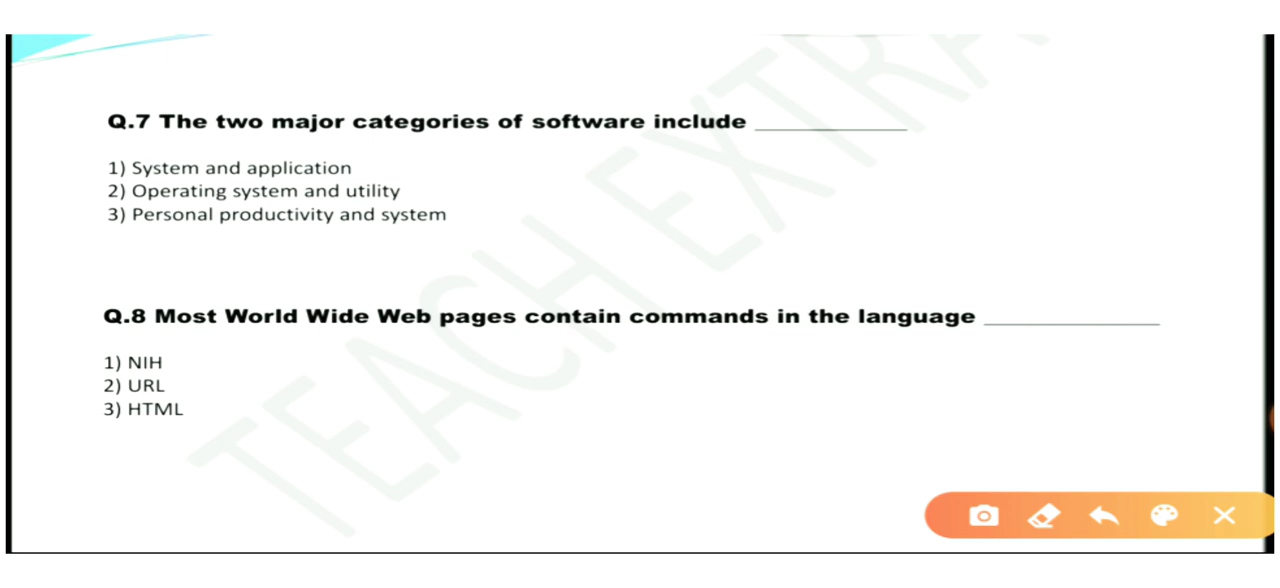 Q.7 The two major categories of software include ____________
1) System and application
2) Operating system and utility
3) Personal productivity and system
Q.8 Most World Wide Web pages contain commands in the language ______________
1) NIH
2) URL
3) HTML
TEACH EXTRA